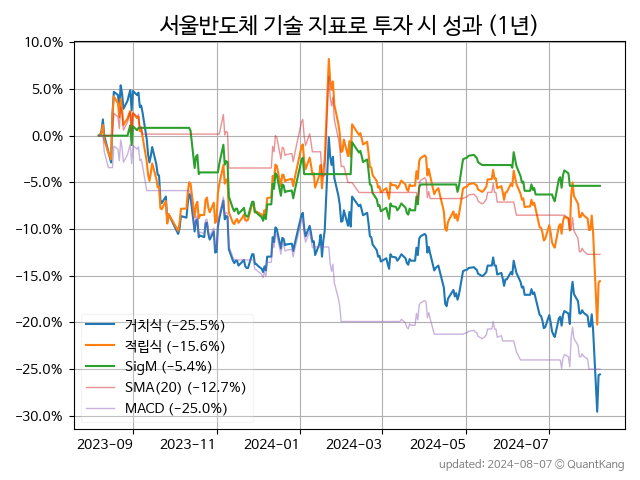 서울반도체 기술 지표로 투자 시 성과 (1년)
10.0%
5.0%
0.0%
−5.0%
−10.0%
−15.0%
−20.0%
−25.0%
−30.0%
거치식 (−25.5%)
적립식 (−15.6%)
SigM (−5.4%)
SMA(20) (−12.7%)
MACD (−25.0%)
2023−09 2023−11 2024−01 2024−03 2024−05 2024−07
updated: 2024−08−07 © QuantKang